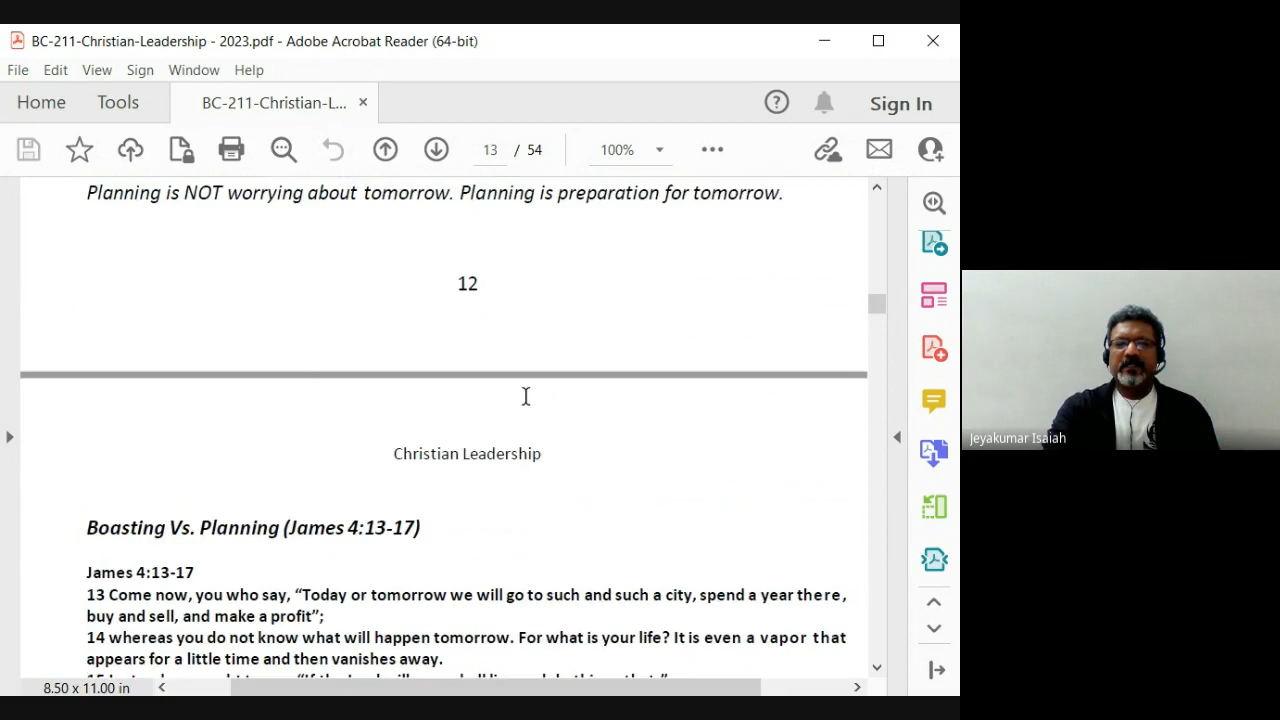 BC-211-Christian-Leadership - 2023.pdf - Adobe Acrobat Reader (64-bit)
File Edit View Sign Window Help
Home Tools BC-211-Christian-L... × Sign In
13 / 54 100%
Planning is NOT worrying about tomorrow. Planning is preparation for tomorrow.
12
Christian Leadership
Boasting Vs. Planning (James 4:13-17)
James 4:13-17
13 Come now, you who say, “Today or tomorrow we will go to such and such a city, spend a year there,
buy and sell, and make a profit”;
14 whereas you do not know what will happen tomorrow. For what is your life? It is even a vapor that
appears for a little time and then vanishes away.
8.50 x 11.00 in
Jeyakumar Isaiah